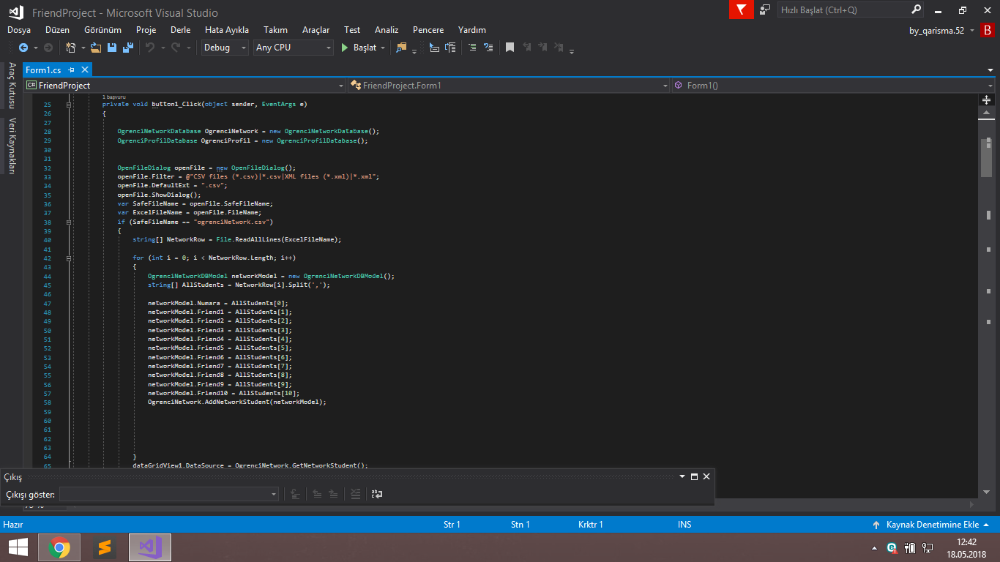 FriendProject - Microsoft Visual Studio
Hızlı Başlat (Ctrl+Q)
Dosya Düzen Görünüm Proje Derle Hata Ayıkla Takım Araçlar Test Analiz Pencere Yardım
by_qarisma.52 B
Debug Any CPU Başlat
Araç Kutusu
Veri Kaynakları
Form1.cs
C# FriendProject FriendProject.Form1 Form1()
1 başvuru
25 private void button1_Click(object sender, EventArgs e)
26 {
27
28 OgrenciNetworkDatabase OgrenciNetwork = new OgrenciNetworkDatabase();
29 OgrenciProfilDatabase OgrenciProfil = new OgrenciProfilDatabase();
30
31
32 OpenFileDialog openFile = new OpenFileDialog();
33 openFile.Filter = @"CSV files (*.csv)|*.csv|XML files (*.xml)|*.xml";
34 openFile.DefaultExt = ".csv";
35 openFile.ShowDialog();
36 var SafeFileName = openFile.SafeFileName;
37 var ExcelFileName = openFile.FileName;
38 if (SafeFileName == "ogrenciNetwork.csv")
39 {
40 string[] NetworkRow = File.ReadAllLines(ExcelFileName);
41
42 for (int i = 0; i < NetworkRow.Length; i++)
43 {
44 OgrenciNetworkDBModel networkModel = new OgrenciNetworkDBModel();
45 string[] AllStudents = NetworkRow[i].Split(',');
46
47 networkModel.Numara = AllStudents[0];
48 networkModel.Friend1 = AllStudents[1];
49 networkModel.Friend2 = AllStudents[2];
50 networkModel.Friend3 = AllStudents[3];
51 networkModel.Friend4 = AllStudents[4];
52 networkModel.Friend5 = AllStudents[5];
53 networkModel.Friend6 = AllStudents[6];
54 networkModel.Friend7 = AllStudents[7];
55 networkModel.Friend8 = AllStudents[8];
56 networkModel.Friend9 = AllStudents[9];
57 networkModel.Friend10 = AllStudents[10];
58 OgrenciNetwork.AddNetworkStudent(networkModel);
59
60
61
62
63
64 }
65 dataGridView1.DataSource = OgrenciNetwork.GetNetworkStudent();
Çıkış
Çıkışı göster:
Hazır Str 1 Stn 1 Krktr 1 INS Kaynak Denetimine Ekle
12:42
18.05.2018